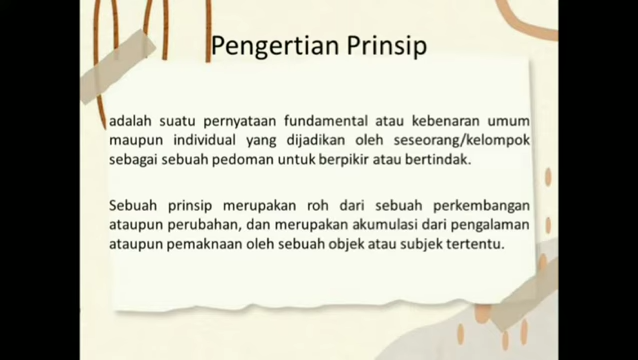 Pengertian Prinsip
adalah suatu pernyataan fundamental atau kebenaran umum
maupun individual yang dijadikan oleh seseorang/kelompok
sebagai sebuah pedoman untuk berpikir atau bertindak.
Sebuah prinsip merupakan roh dari sebuah perkembangan
ataupun perubahan, dan merupakan akumulasi dari pengalaman
ataupun pemaknaan oleh sebuah objek atau subjek tertentu.